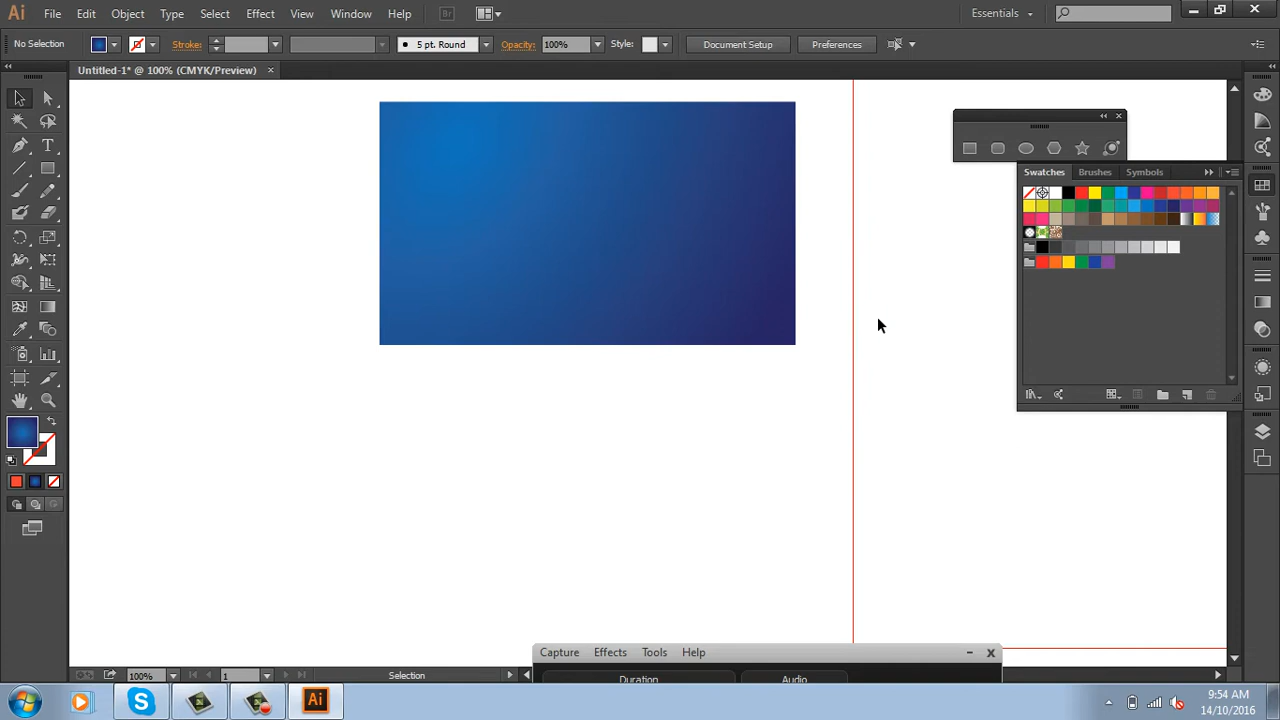 Ai File Edit Object Type Select Effect View Window Help Br Essentials
No Selection Stroke: 5 pt. Round Opacity: 100% Style: Document Setup Preferences
Untitled-1* @ 100% (CMYK/Preview)
Swatches Brushes Symbols
Capture Effects Tools Help
100% 1 Selection
Duration Audio
Ai
9:54 AM
14/10/2016